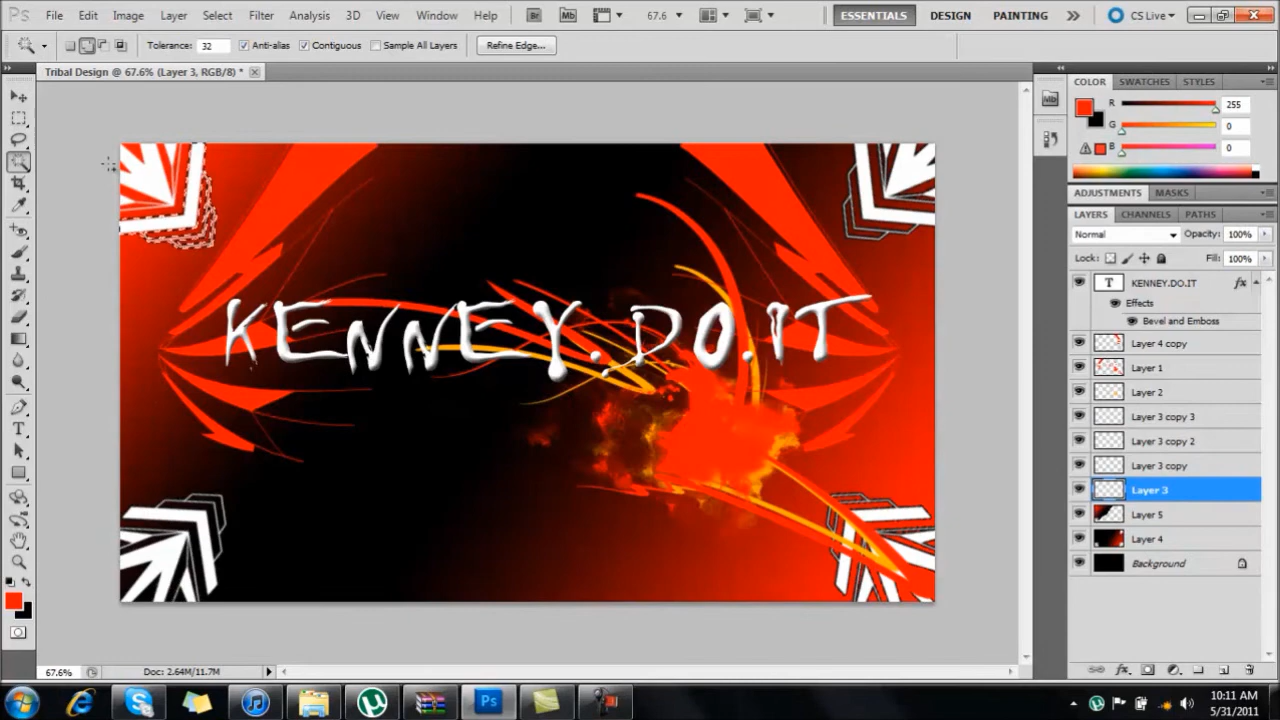 Ps File Edit Image Layer Select Filter Analysis 3D View Window Help Br Mb 67.6 ESSENTIALS DESIGN PAINTING CS Live
Tolerance: 32 Anti-alias Contiguous Sample All Layers Refine Edge...
Tribal Design @ 67.6% (Layer 3, RGB/8) *
KENNEY.DO.IT
Mb
COLOR SWATCHES STYLES
R 255
G 0
B 0
ADJUSTMENTS MASKS
LAYERS CHANNELS PATHS
Normal Opacity: 100%
Lock: Fill: 100%
T KENNEY.DO.IT fx
Effects
Bevel and Emboss
Layer 4 copy
Layer 1
Layer 2
Layer 3 copy 3
Layer 3 copy 2
Layer 3 copy
Layer 3
Layer 5
Layer 4
Background
67.6% Doc: 2.64M/11.7M
Ps
10:11 AM
5/31/2011